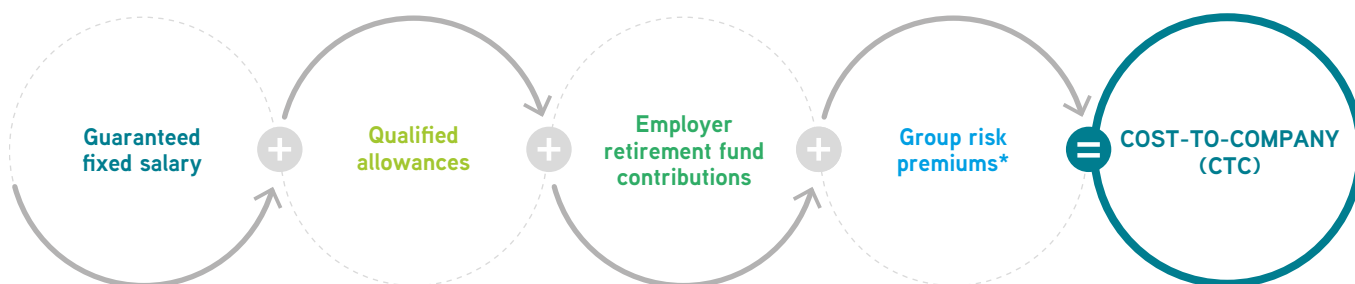 Guaranteed
fixed salary
+
Qualified
allowances
+
Employer
retirement fund
contributions
+
Group risk
premiums*
=
COST-TO-COMPANY
(CTC)